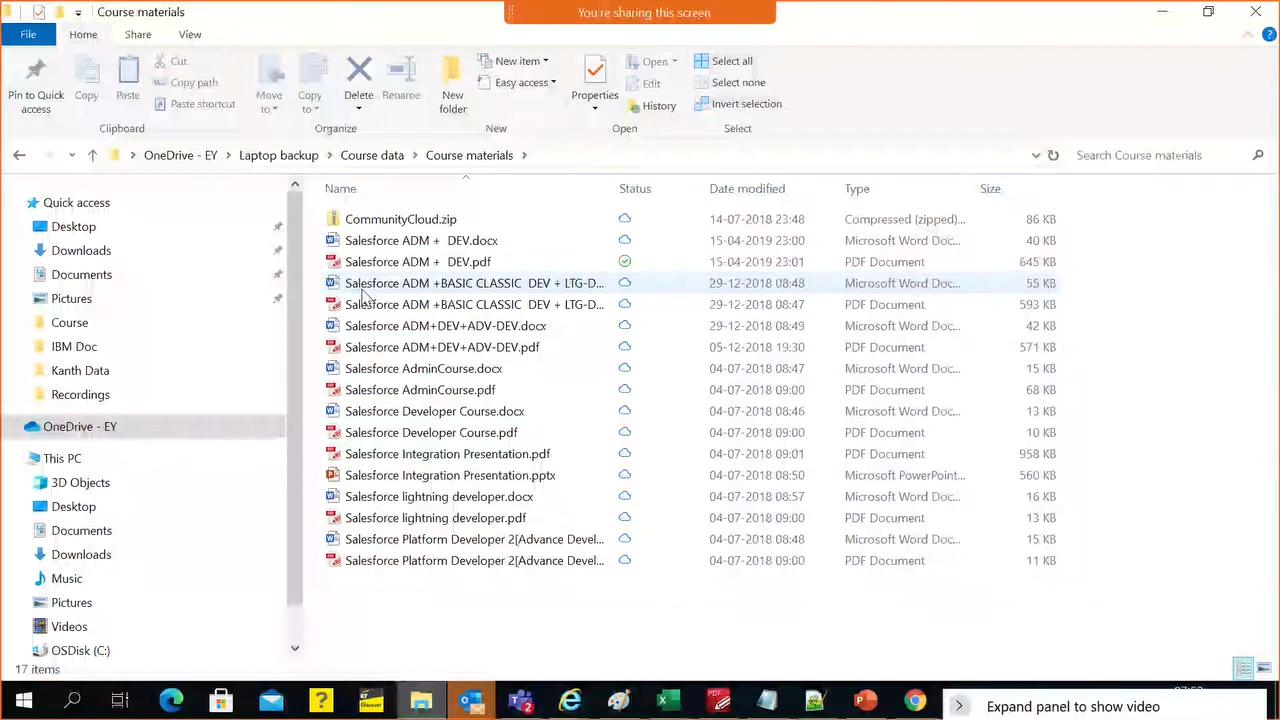 Course materials
You're sharing this screen
File Home Share View
Pin to Quick access
Copy
Paste
Cut
Copy path
Paste shortcut
Clipboard
Move to
Copy to
Delete
Rename
Organize
New folder
New item
Easy access
New
Properties
Open
Edit
History
Open
Select all
Select none
Invert selection
Select
OneDrive - EY > Laptop backup > Course data > Course materials >
Search Course materials
Quick access
Desktop
Downloads
Documents
Pictures
Course
IBM Doc
Kanth Data
Recordings
OneDrive - EY
This PC
3D Objects
Desktop
Documents
Downloads
Music
Pictures
Videos
OSDisk (C:)
Name Status Date modified Type Size
CommunityCloud.zip 14-07-2018 23:48 Compressed (zipped)... 86 KB
Salesforce ADM + DEV.docx 15-04-2019 23:00 Microsoft Word Doc... 40 KB
Salesforce ADM + DEV.pdf 15-04-2019 23:01 PDF Document 645 KB
Salesforce ADM +BASIC CLASSIC DEV + LTG-D... 29-12-2018 08:48 Microsoft Word Doc... 55 KB
Salesforce ADM +BASIC CLASSIC DEV + LTG-D... 29-12-2018 08:47 PDF Document 593 KB
Salesforce ADM+DEV+ADV-DEV.docx 29-12-2018 08:49 Microsoft Word Doc... 42 KB
Salesforce ADM+DEV+ADV-DEV.pdf 05-12-2018 19:30 PDF Document 571 KB
Salesforce AdminCourse.docx 04-07-2018 08:47 Microsoft Word Doc... 15 KB
Salesforce AdminCourse.pdf 04-07-2018 09:00 PDF Document 68 KB
Salesforce Developer Course.docx 04-07-2018 08:46 Microsoft Word Doc... 13 KB
Salesforce Developer Course.pdf 04-07-2018 09:00 PDF Document 10 KB
Salesforce Integration Presentation.pdf 04-07-2018 09:01 PDF Document 958 KB
Salesforce Integration Presentation.pptx 04-07-2018 08:50 Microsoft PowerPoint... 560 KB
Salesforce lightning developer.docx 04-07-2018 08:57 Microsoft Word Doc... 16 KB
Salesforce lightning developer.pdf 04-07-2018 09:00 PDF Document 13 KB
Salesforce Platform Developer 2[Advance Devel... 04-07-2018 08:48 Microsoft Word Doc... 15 KB
Salesforce Platform Developer 2[Advance Devel... 04-07-2018 09:00 PDF Document 11 KB
17 items
EY
Discover
PDF
Expand panel to show video